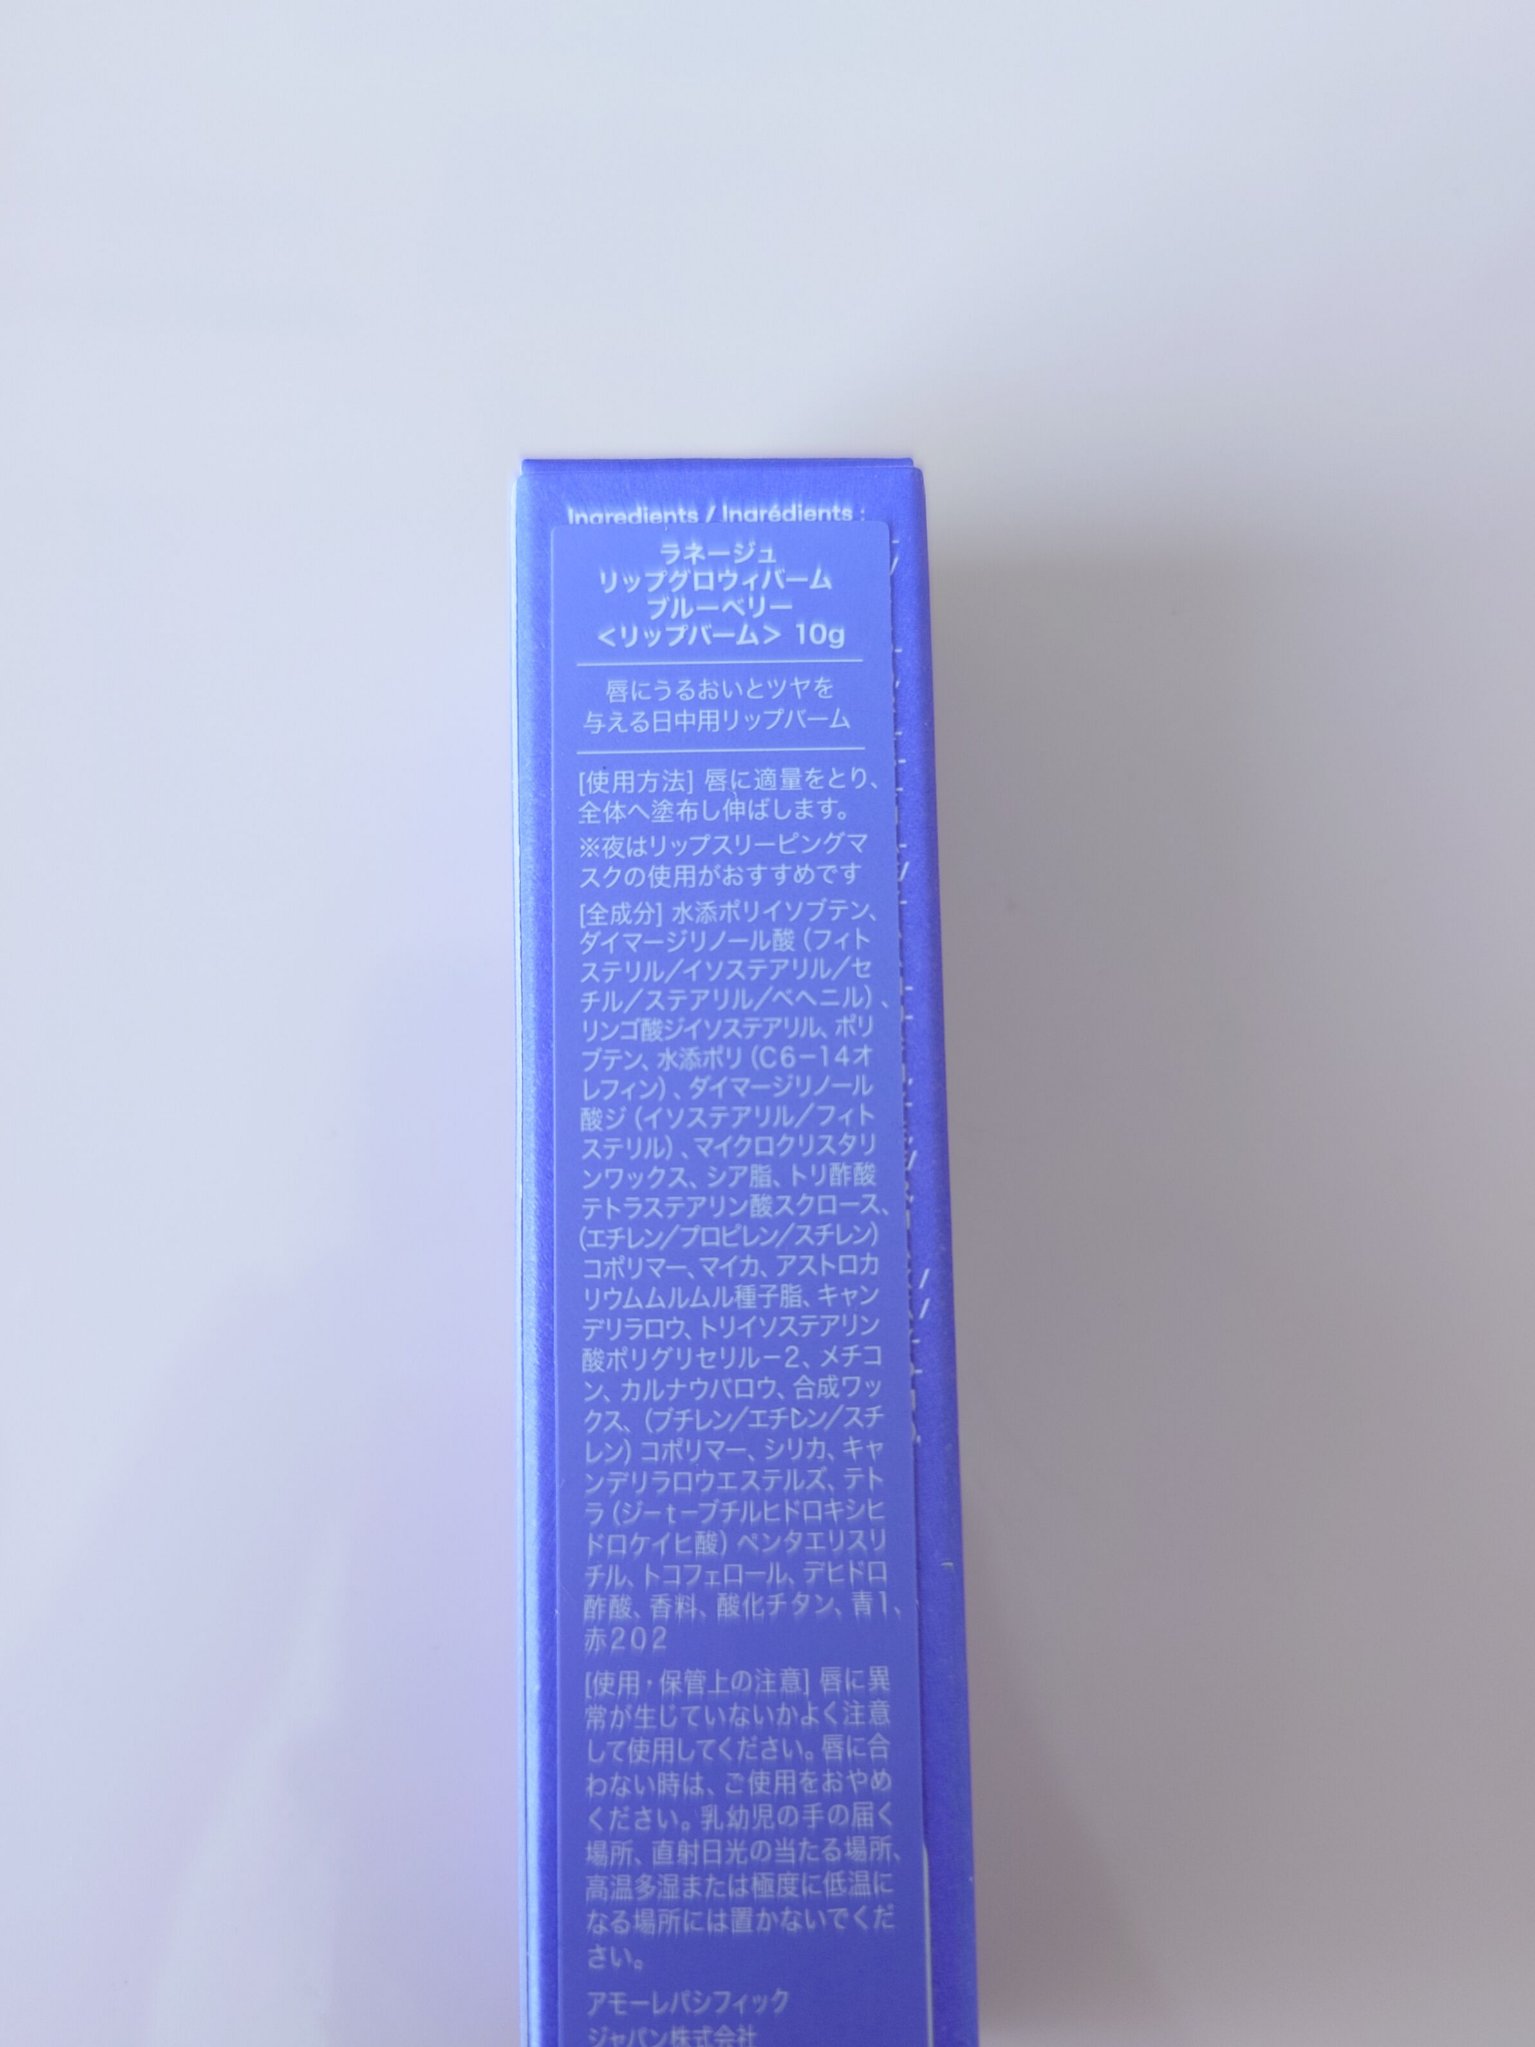 Ingredients / Ingrédients :
ラネージュ
リップグロウィバーム
ブルーベリー
＜リップバーム＞ 10g
唇にうるおいとツヤを
与える日中用リップバーム
[使用方法] 唇に適量をとり、
全体へ塗布し伸ばします。
※夜はリップスリーピングマ
スクの使用がおすすめです
[全成分] 水添ポリイソブテン、
ダイマージリノール酸（フィト
ステリル／イソステアリル／セ
チル／ステアリル／ベヘニル）、
リンゴ酸ジイソステアリル、ポリ
ブテン、水添ポリ（C6－14オ
レフィン）、ダイマージリノール
酸ジ（イソステアリル／フィト
ステリル）、マイクロクリスタリ
ンワックス、シア脂、トリ酢酸
テトラステアリン酸スクロース、
(エチレン／プロピレン／スチレン)
コポリマー、マイカ、アストロカ
リウムムルムル種子脂、キャン
デリラロウ、トリイソステアリン
酸ポリグリセリル－2、メチコ
ン、カルナウバロウ、合成ワッ
クス、（ブチレン／エチレン／スチ
レン）コポリマー、シリカ、キャ
ンデリラロウエステルズ、テト
ラ（ジ－t－ブチルヒドロキシヒ
ドロケイヒ酸）ペンタエリスリ
チル、トコフェロール、デヒドロ
酢酸、香料、酸化チタン、青1、
赤202
[使用・保管上の注意] 唇に異
常が生じていないかよく注意
して使用してください。唇に合
わない時は、ご使用をおやめ
ください。乳幼児の手の届く
場所、直射日光の当たる場所、
高温多湿または極度に低温に
なる場所には置かないでくだ
さい。
アモーレパシフィック
ジャパン株式会社